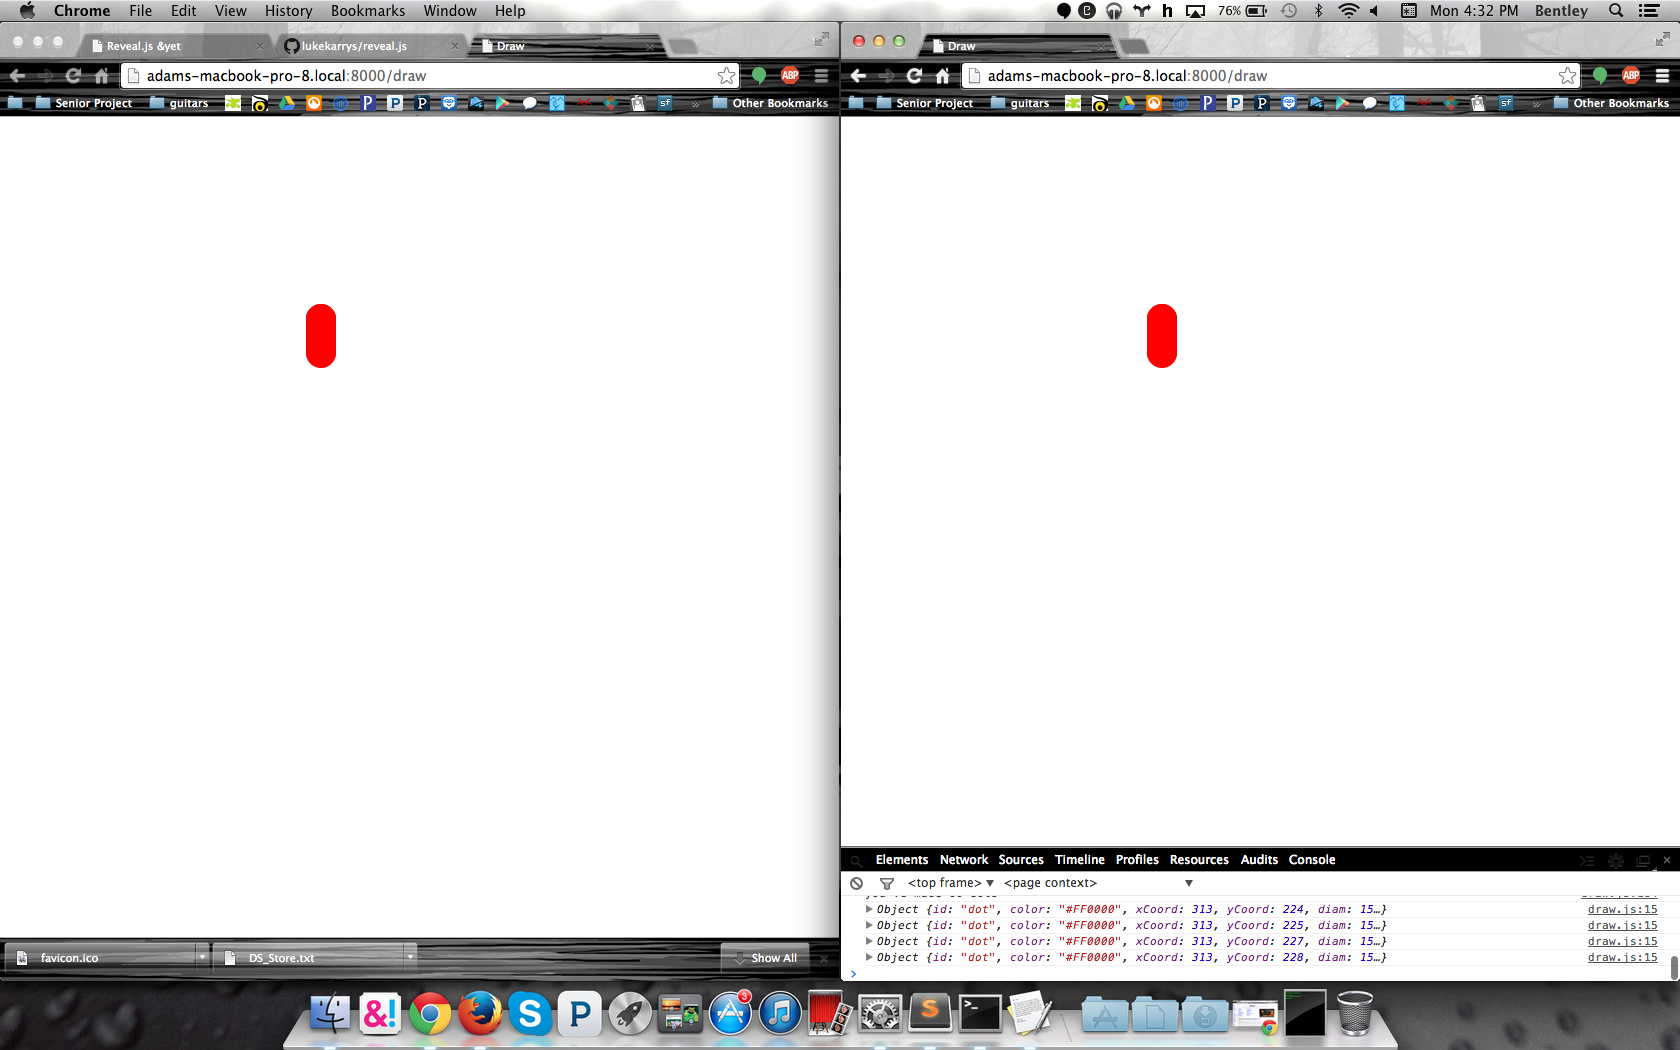 Chrome File Edit View History Bookmarks Window Help
76% Mon 4:32 PM Bentley
Reveal.js &yet
lukekarrys/reveal.js
Draw
adams-macbook-pro-8.local:8000/draw
ABP
Senior Project
guitars
sf
»
Other Bookmarks
favicon.ico
DS_Store.txt
Show All
Draw
adams-macbook-pro-8.local:8000/draw
ABP
Senior Project
guitars
sf
»
Other Bookmarks
Elements Network Sources Timeline Profiles Resources Audits Console
<top frame> <page context>
Object {id: "dot", color: "#FF0000", xCoord: 313, yCoord: 224, diam: 15…} draw.js:15
Object {id: "dot", color: "#FF0000", xCoord: 313, yCoord: 225, diam: 15…} draw.js:15
Object {id: "dot", color: "#FF0000", xCoord: 313, yCoord: 227, diam: 15…} draw.js:15
Object {id: "dot", color: "#FF0000", xCoord: 313, yCoord: 228, diam: 15…} draw.js:15
&!
S
P
3
S